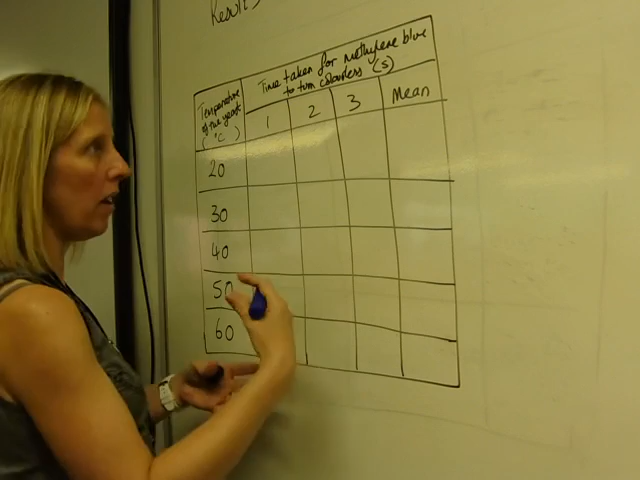 Results
Time taken for methylene blue
to turn colourless (s)
Temperature
of the yeast
(°C)
1 2 3 Mean
20
30
40
50
60